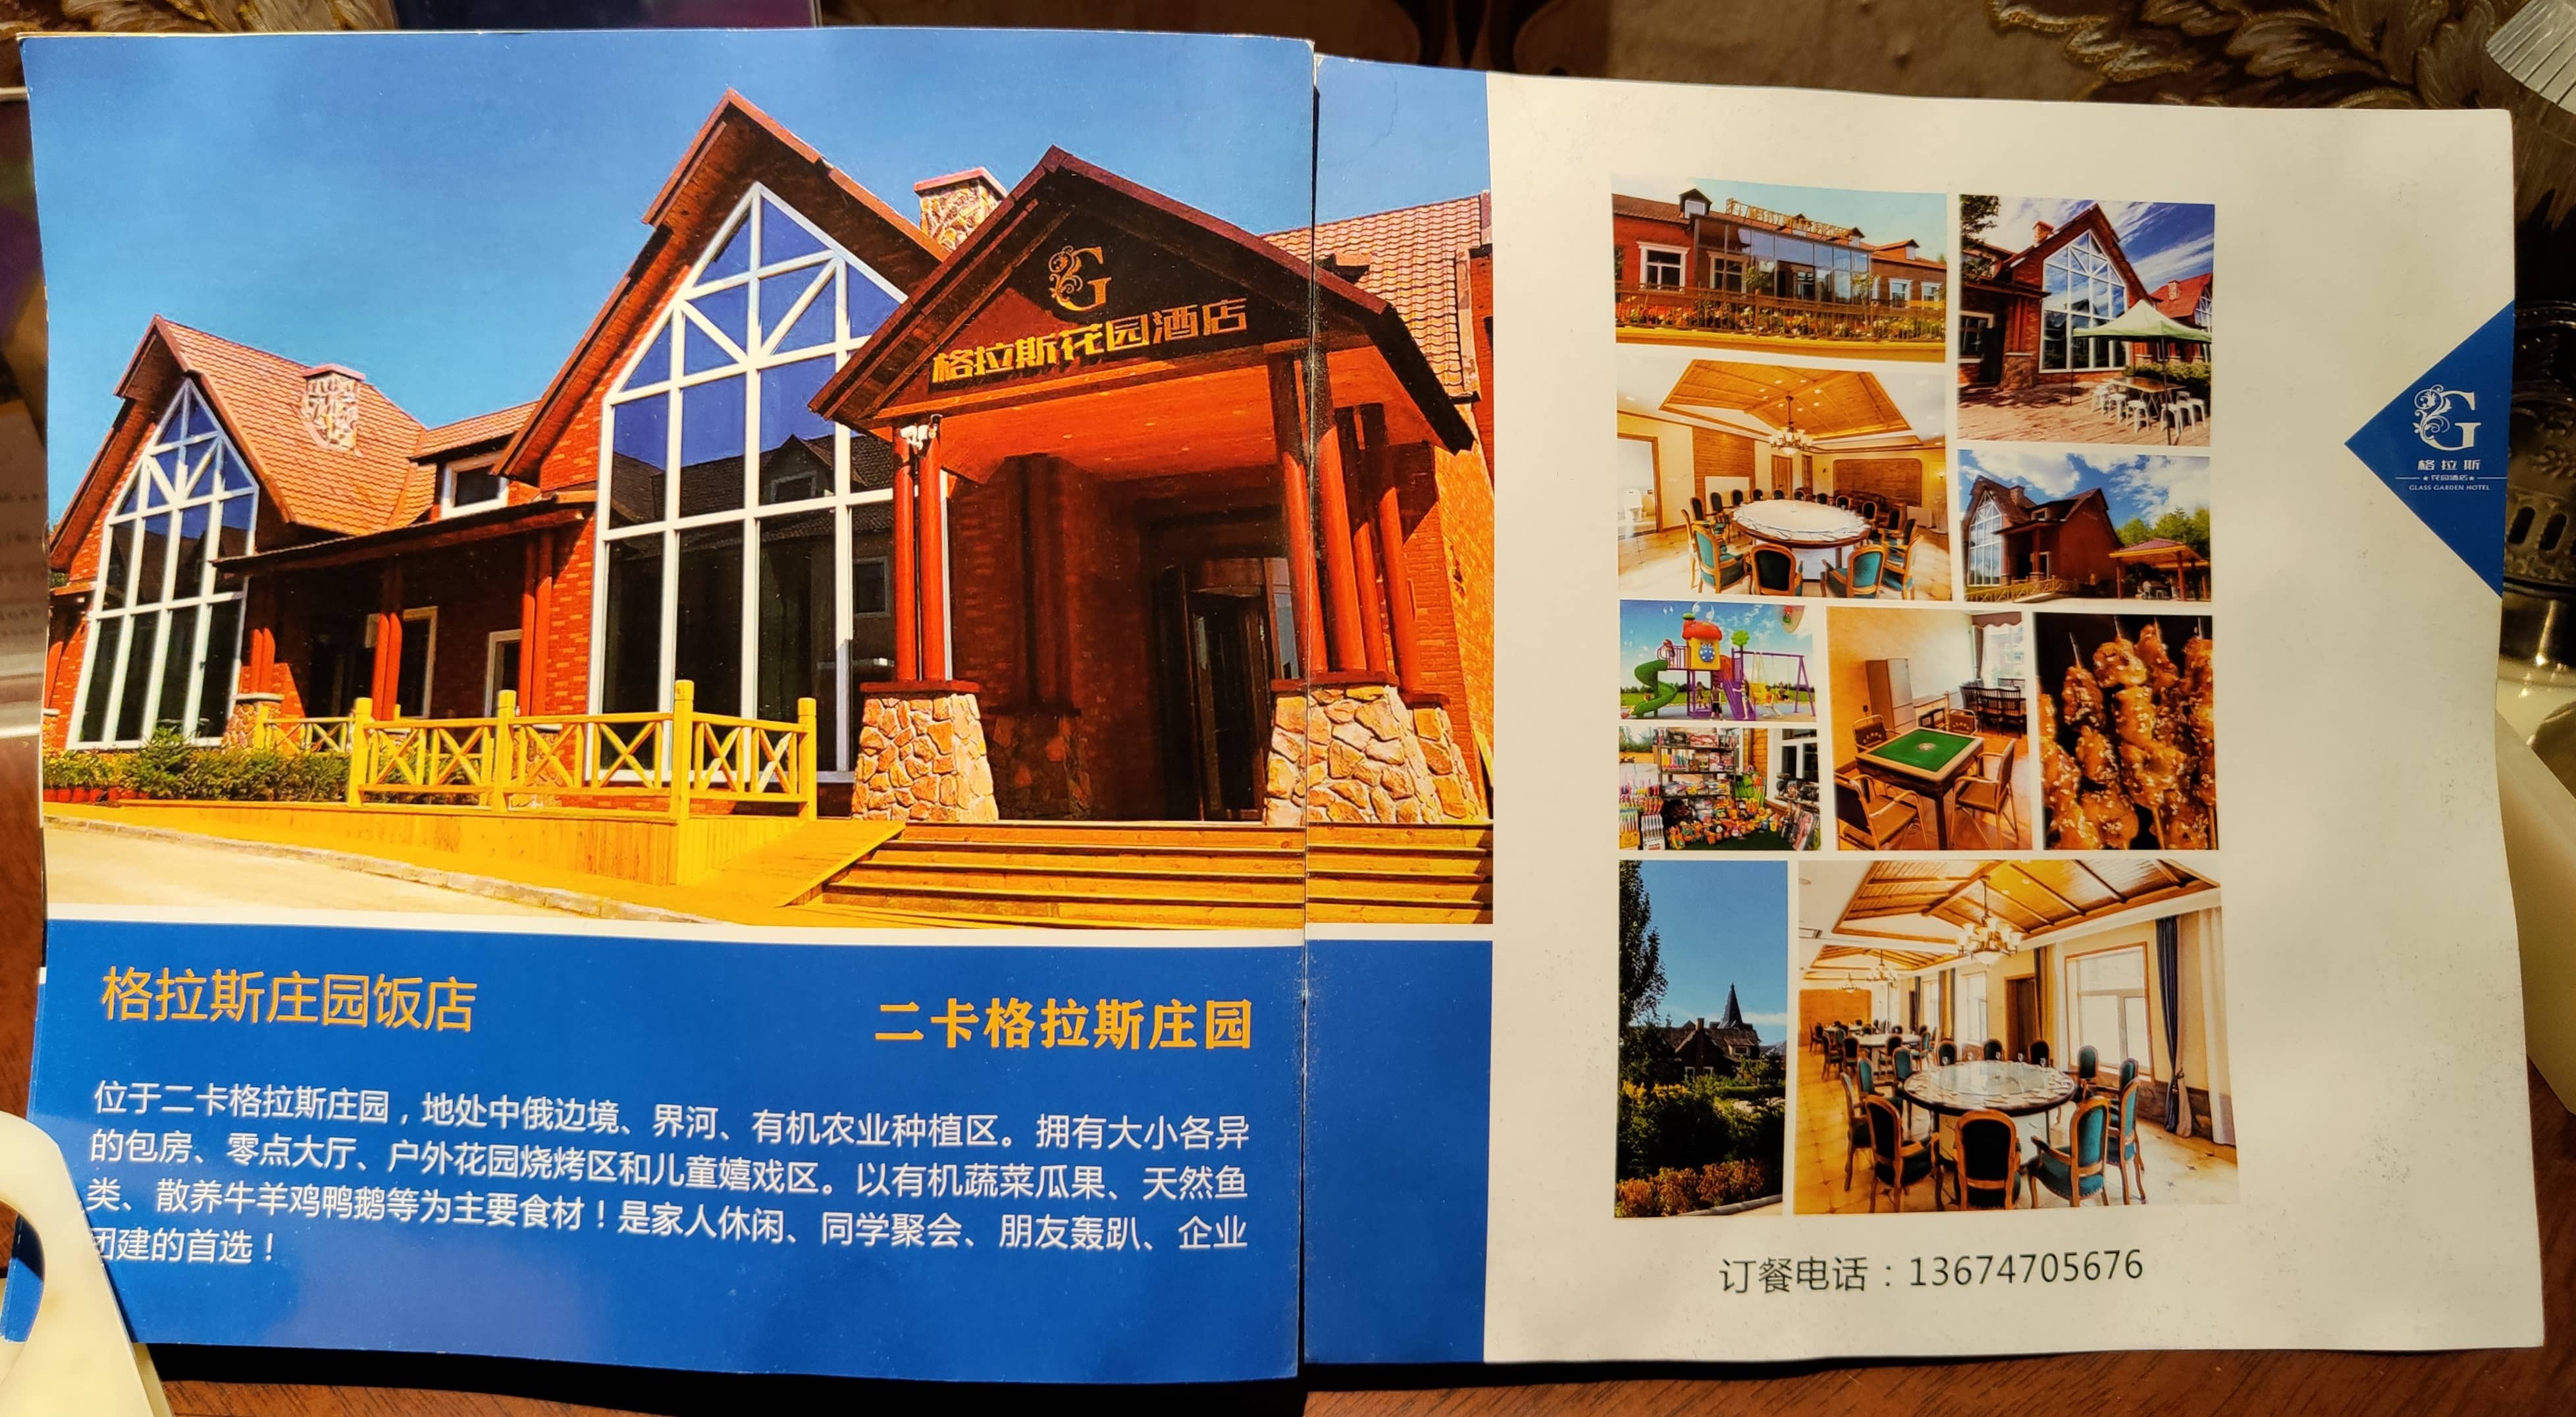 G
格拉斯花园酒店
格拉斯庄园饭店
二卡格拉斯庄园
位于二卡格拉斯庄园，地处中俄边境、界河、有机农业种植区。拥有大小各异
的包房、零点大厅、户外花园烧烤区和儿童嬉戏区。以有机蔬菜瓜果、天然鱼
类、散养牛羊鸡鸭鹅等为主要食材！是家人休闲、同学聚会、朋友轰趴、企业
团建的首选！
G
格拉斯
花园酒店
GLASS GARDEN HOTEL
订餐电话：13674705676